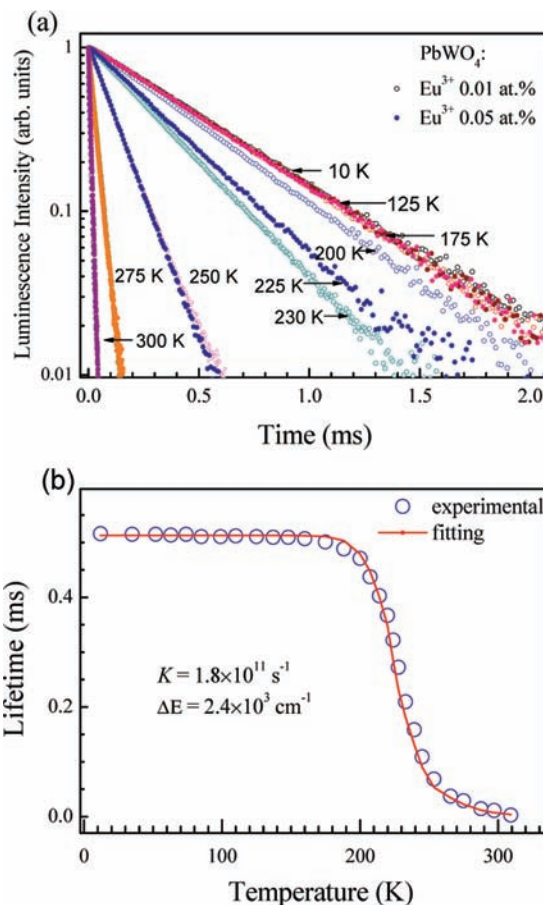 (a)
Luminescence Intensity (arb. units)
1
0.1
0.01
PbWO₄:
Eu³⁺ 0.01 at.%
Eu³⁺ 0.05 at.%
10 K
125 K
175 K
200 K
225 K
230 K
250 K
275 K
300 K
0.0 0.5 1.0 1.5 2.0
Time (ms)
(b)
experimental
fitting
Lifetime (ms)
0.4
0.2
0.0
K = 1.8×10¹¹ s⁻¹
ΔE = 2.4×10³ cm⁻¹
0 100 200 300
Temperature (K)